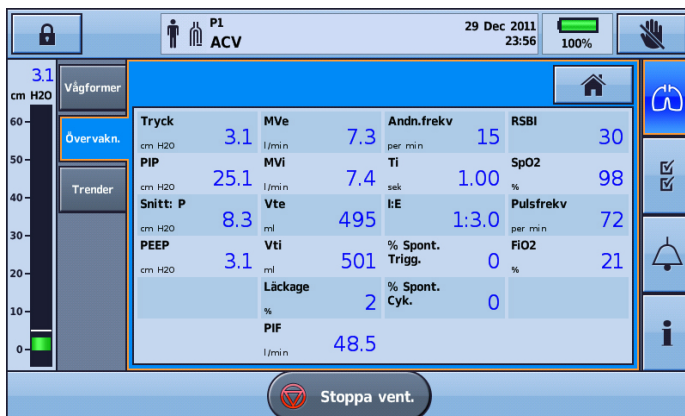 P1
ACV
29 Dec 2011
23:56
100%
3.1
cm H2O
60
50
40
30
20
10
0
Vågformer
Övervakn.
Trender
Tryck 3.1 MVe 7.3 Andn.frekv 15 RSBI 30
cm H2O l/min per min
PIP 25.1 MVi 7.4 Ti 1.00 SpO2 98
cm H2O l/min sek %
Snitt: P 8.3 Vte 495 I:E 1:3.0 Pulsfrekv 72
cm H2O ml per min
PEEP 3.1 Vti 501 % Spont. Trigg. 0 FiO2 21
cm H2O ml %
Läckage 2 % Spont. Cyk. 0
%
PIF 48.5
l/min
Stoppa vent.